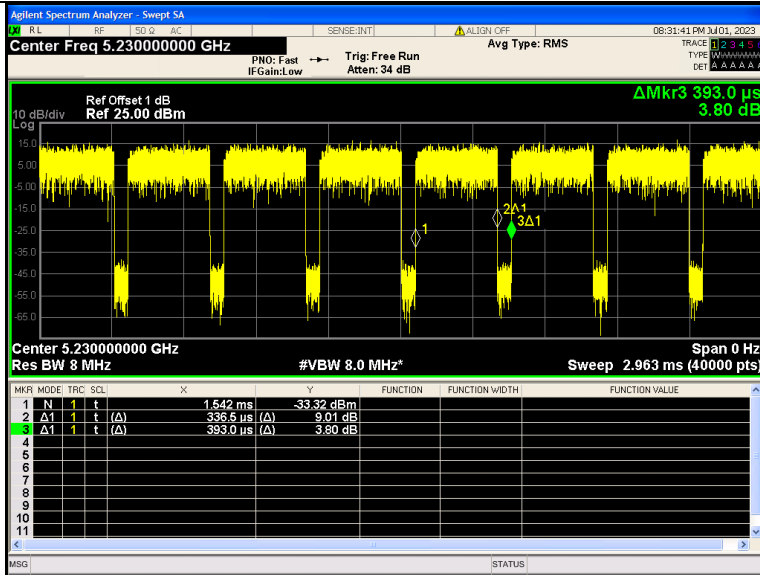 Agilent Spectrum Analyzer - Swept SA
LXI RL RF 50 Ω AC SENSE:INT ALIGN OFF 08:31:41 PM Jul 01, 2023
Center Freq 5.230000000 GHz Avg Type: RMS TRACE 1 2 3 4 5
PNO: Fast Trig: Free Run TYPE
IFGain:Low Atten: 34 dB DET A A A A A
ΔMkr3 393.0 µs
3.80 dB
Ref Offset 1 dB
10 dB/div Ref 25.00 dBm
Log
15.0
5.00
-5.00
-15.0
2Δ1
3Δ1
1
-25.0
-35.0
-45.0
-55.0
-65.0
Center 5.230000000 GHz Span 0 Hz
Res BW 8 MHz #VBW 8.0 MHz* Sweep 2.963 ms (40000 pts)
MKR MODE TRC SCL X Y FUNCTION FUNCTION WIDTH FUNCTION VALUE
1 N 1 t 1.542 ms -33.32 dBm
2 Δ1 1 t (Δ) 336.5 µs (Δ) 9.01 dB
3 Δ1 1 t (Δ) 393.0 µs (Δ) 3.80 dB
4
5
6
7
8
9
10
11
MSG STATUS